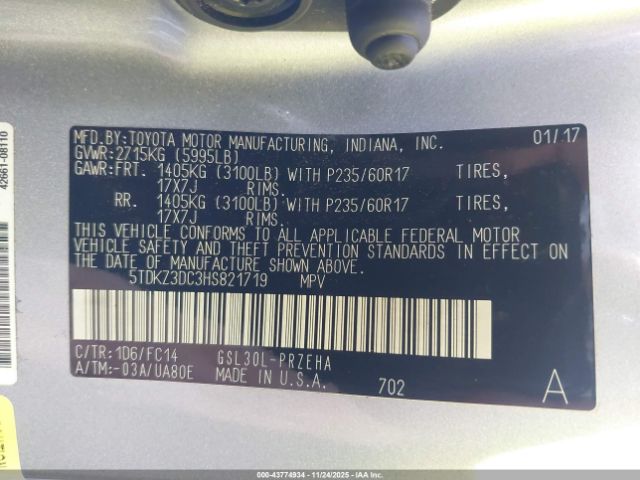 42661-08110
MFD.BY:TOYOTA MOTOR MANUFACTURING, INDIANA, INC. 01/17
GVWR:2715KG (5995LB)
GAWR:FRT. 1405KG (3100LB) WITH P235/60R17 TIRES,
17X7J RIMS.
RR. 1405KG (3100LB) WITH P235/60R17 TIRES,
17X7J RIMS.
THIS VEHICLE CONFORMS TO ALL APPLICABLE FEDERAL MOTOR
VEHICLE SAFETY AND THEFT PREVENTION STANDARDS IN EFFECT ON
THE DATE OF MANUFACTURE SHOWN ABOVE.
5TDKZ3DC3HS821719 MPV
C/TR:1D6/FC14 GSL30L-PRZEHA
A/TM:-03A/UA80E MADE IN U.S.A. 702 A
000-43774934 - 11/24/2025 - IAA Inc. - Copyright